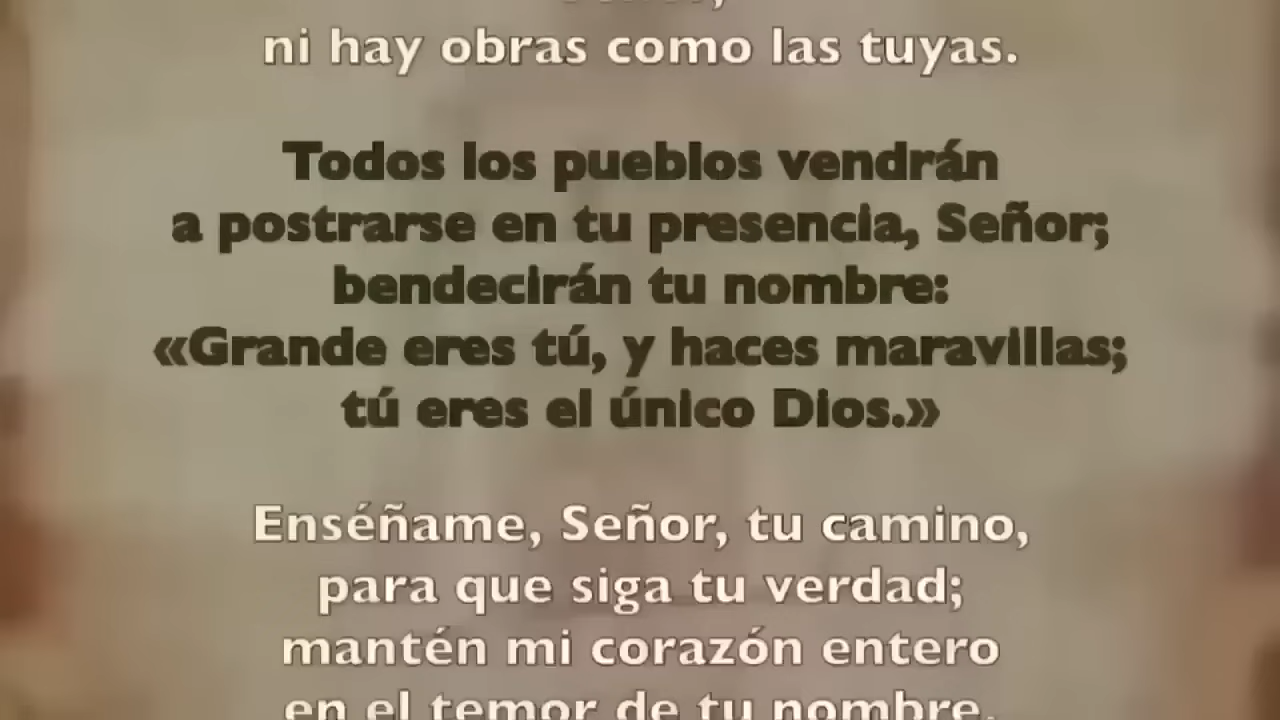 ni hay obras como las tuyas.
Todos los pueblos vendrán
a postrarse en tu presencia, Señor;
bendecirán tu nombre:
«Grande eres tú, y haces maravillas;
tú eres el único Dios.»
Enséñame, Señor, tu camino,
para que siga tu verdad;
mantén mi corazón entero
en el temor de tu nombre.